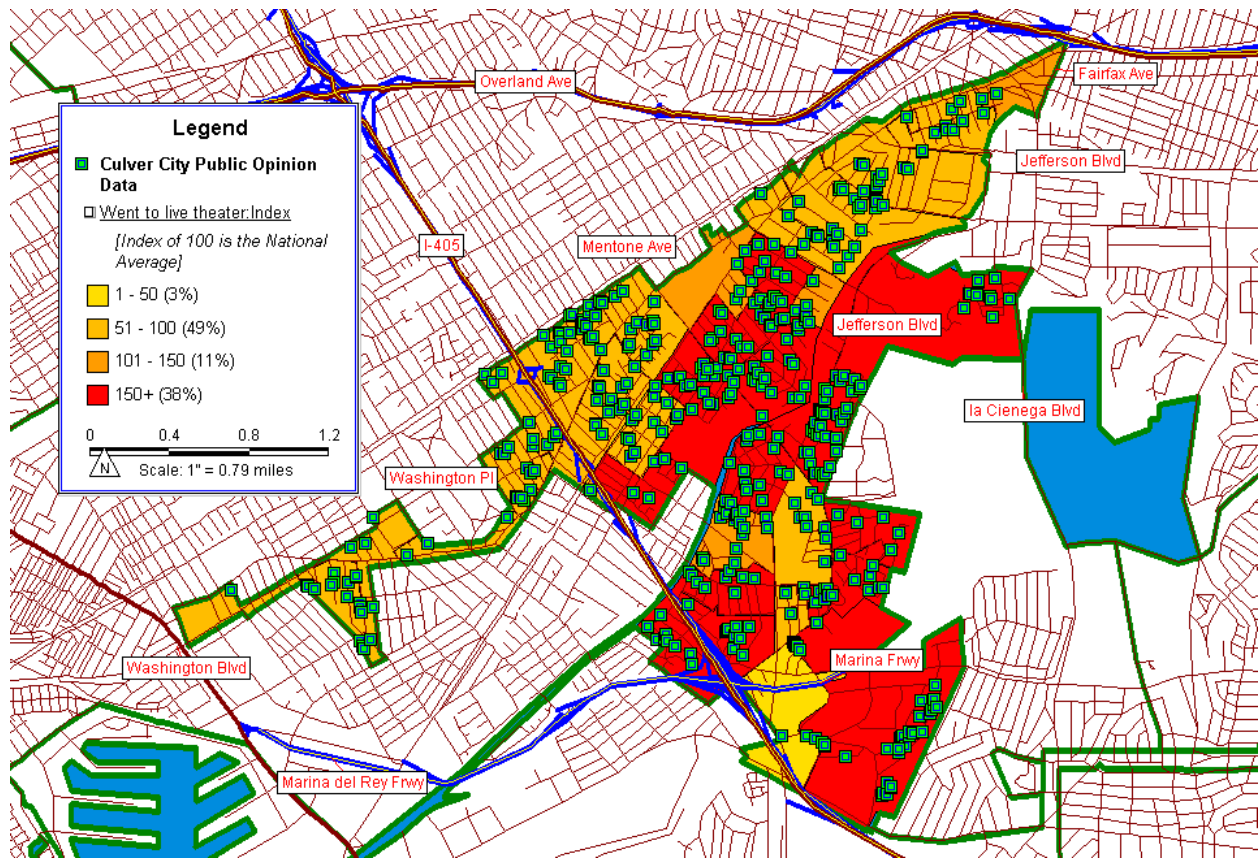 Overland Ave
Fairfax Ave
Legend
Culver City Public Opinion
Data
Went to live theater:Index
[Index of 100 is the National
Average]
1 - 50 (3%)
51 - 100 (49%)
101 - 150 (11%)
150+ (38%)
0 0.4 0.8 1.2
N
Scale: 1" = 0.79 miles
Jefferson Blvd
I-405
Mentone Ave
Jefferson Blvd
la Cienega Blvd
Washington Pl
Washington Blvd
Marina Frwy
Marina del Rey Frwy